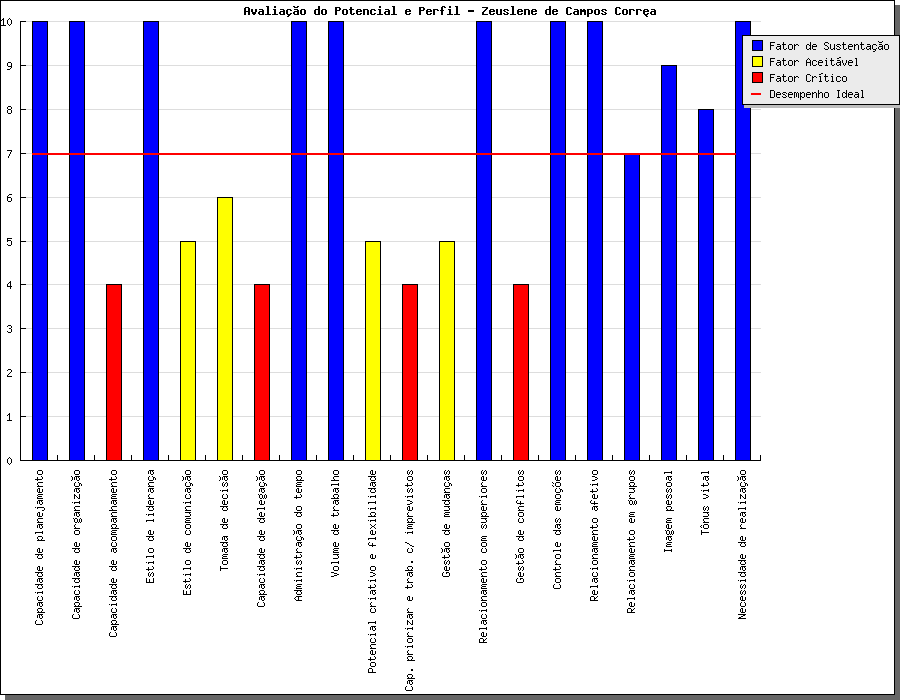 Avaliação do Potencial e Perfil - Zeuslene de Campos Corrça
10
9
8
7
6
5
4
3
2
1
0
Fator de Sustentação
Fator Aceitável
Fator Crítico
Desempenho Ideal
Capacidade de planejamento
Capacidade de organização
Capacidade de acompanhamento
Estilo de liderança
Estilo de comunicação
Tomada de decisão
Capacidade de delegação
Administração do tempo
Volume de trabalho
Potencial criativo e flexibilidade
Cap. priorizar e trab. c/ imprevistos
Gestão de mudanças
Relacionamento com superiores
Gestão de conflitos
Controle das emoções
Relacionamento afetivo
Relacionamento em grupos
Imagem pessoal
Tônus vital
Necessidade de realização